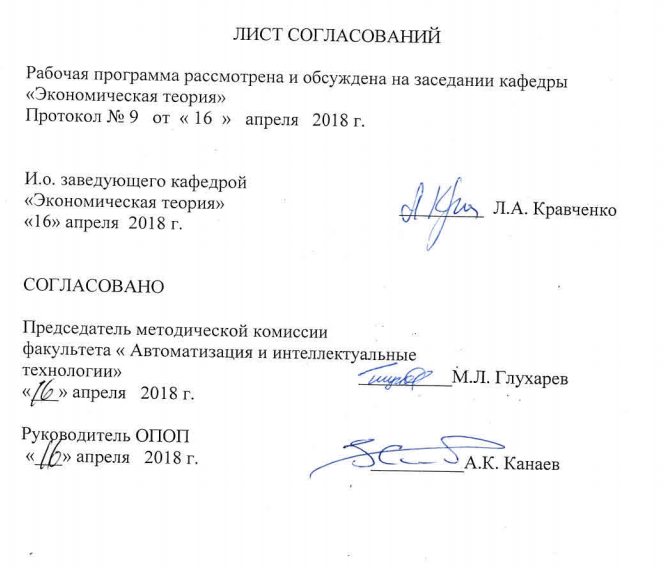 ЛИСТ СОГЛАСОВАНИЙ
Рабочая программа рассмотрена и обсуждена на заседании кафедры
«Экономическая теория»
Протокол № 9 от « 16 » апреля 2018 г.
И.о. заведующего кафедрой
«Экономическая теория»
«16» апреля 2018 г.
Л.А. Кравченко
СОГЛАСОВАНО
Председатель методической комиссии
факультета « Автоматизация и интеллектуальные
технологии»
М.Л. Глухарев
«16» апреля 2018 г.
Руководитель ОПОП
«16» апреля 2018 г.
А.К. Канаев